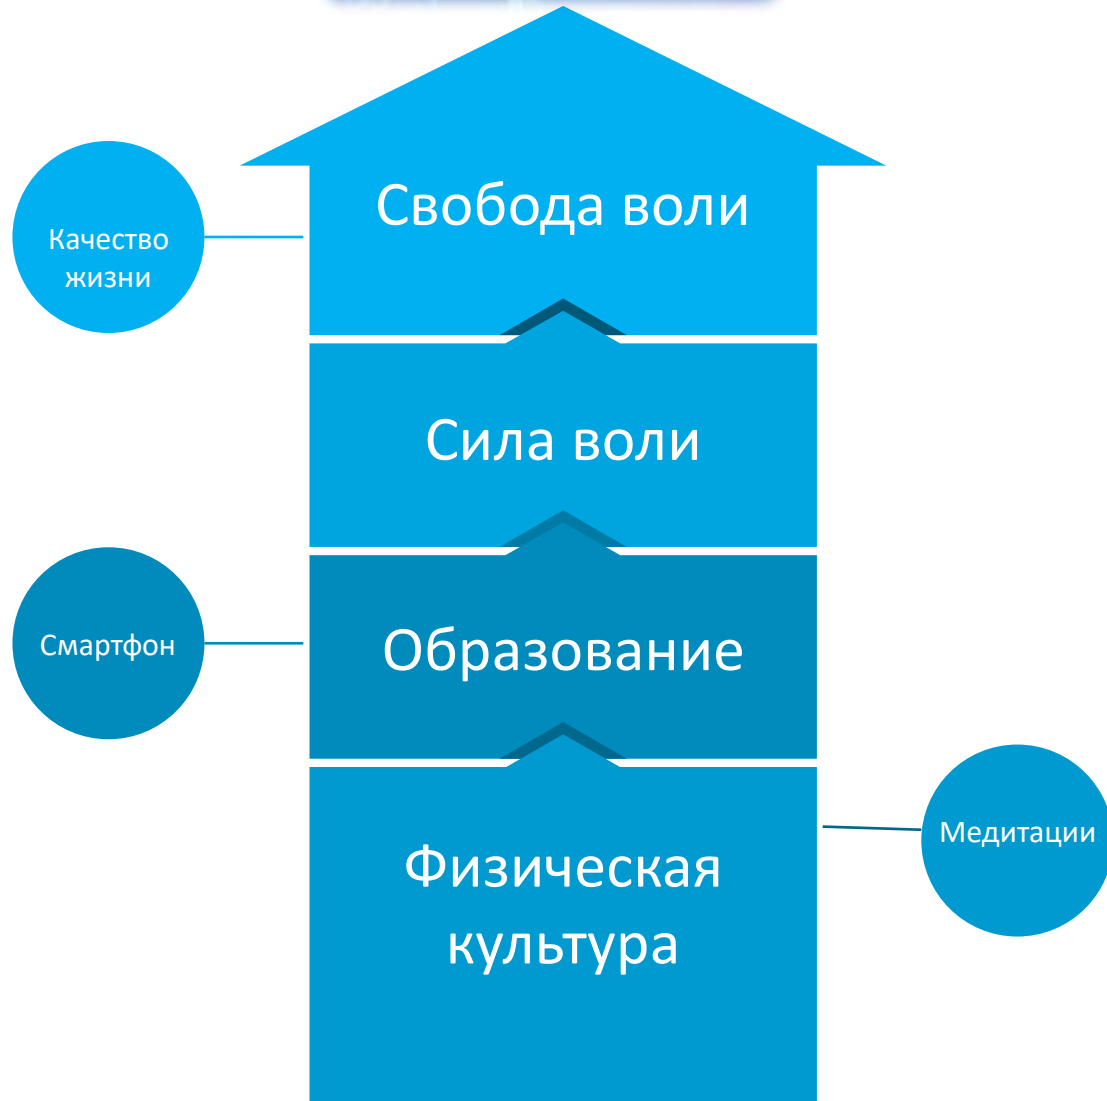 Свобода воли
Качество
жизни
Сила воли
Образование
Смартфон
Физическая
культура
Медитации